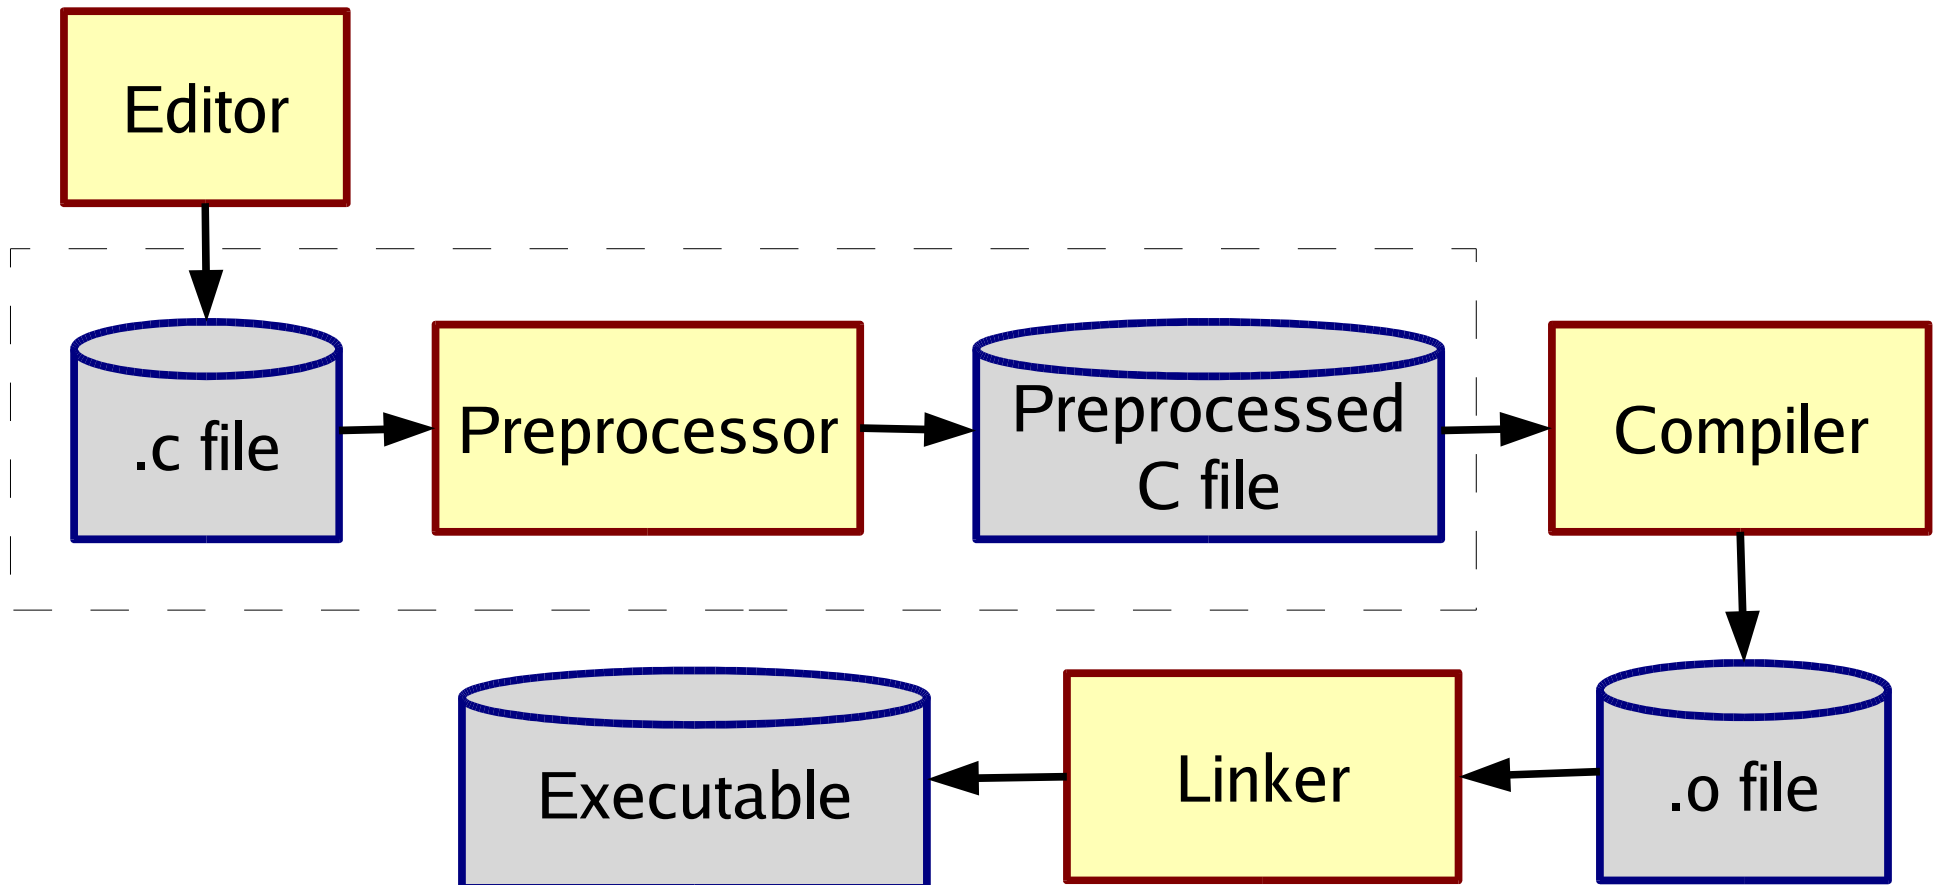 Editor
.c file
Preprocessor
Preprocessed
C file
Compiler
Executable
Linker
.o file